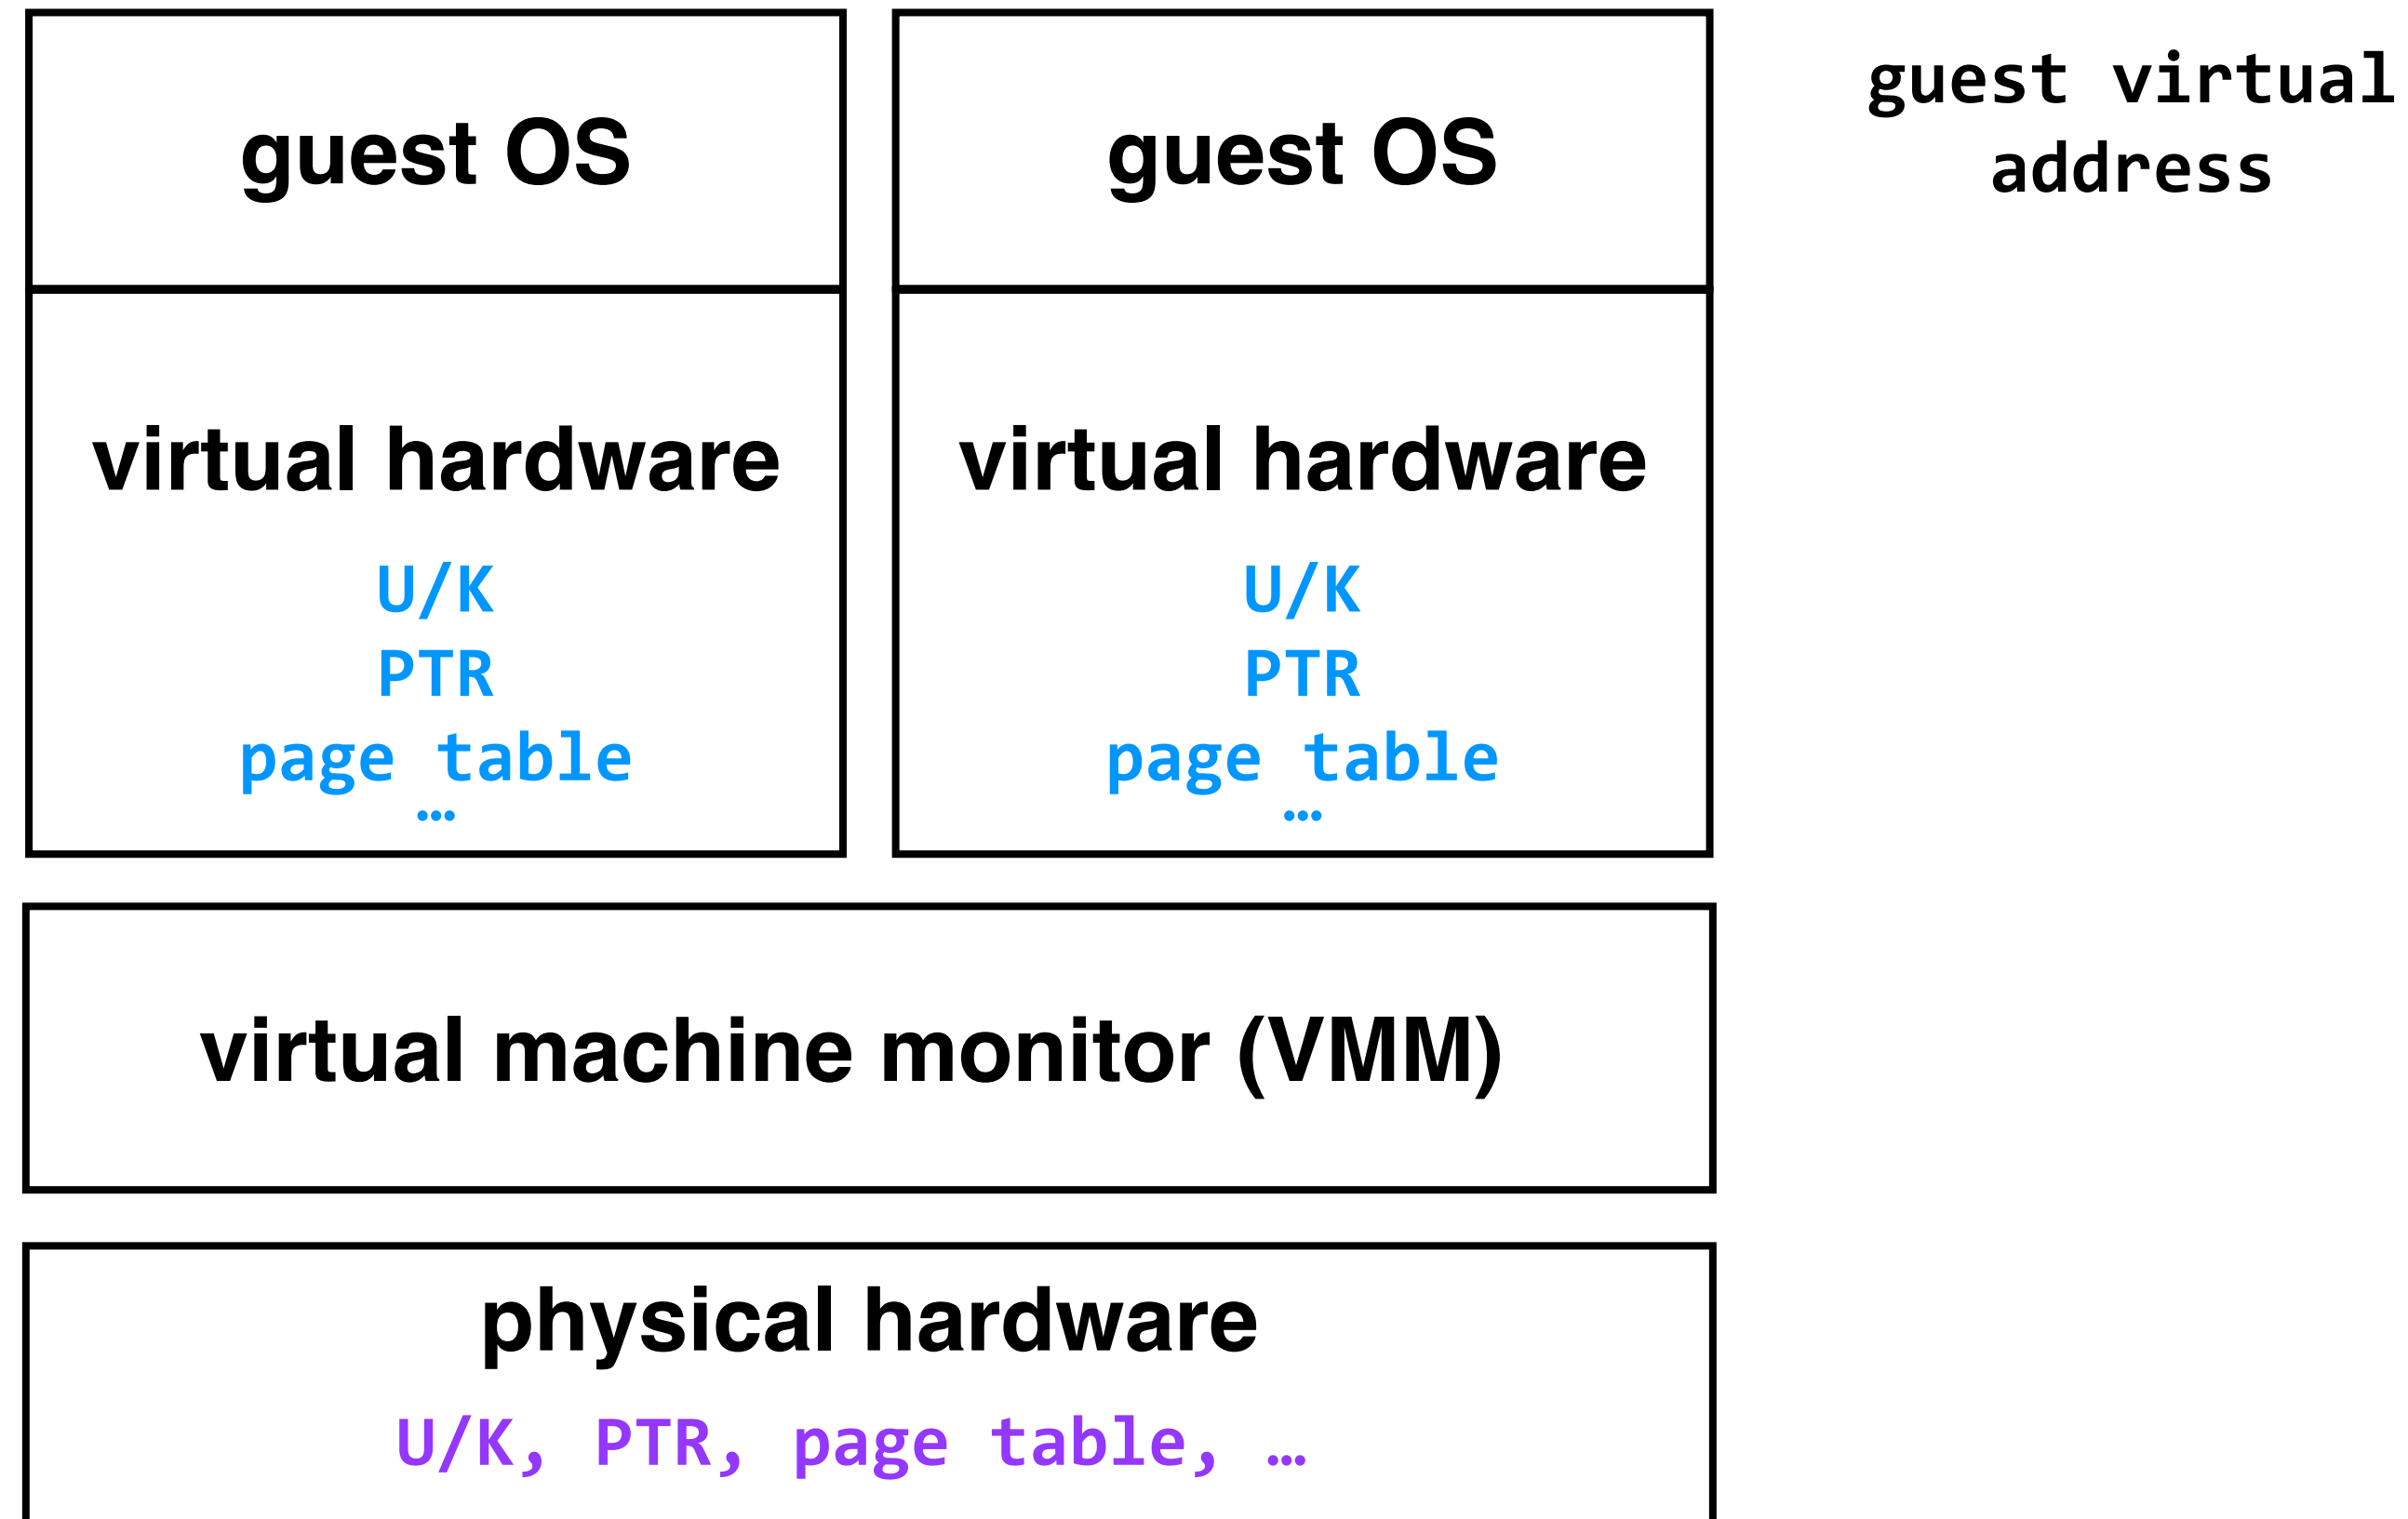 guest OS
virtual hardware
U/K
PTR
page table
…
guest OS
virtual hardware
U/K
PTR
page table
…
guest virtual
address
virtual machine monitor (VMM)
physical hardware
U/K, PTR, page table, …